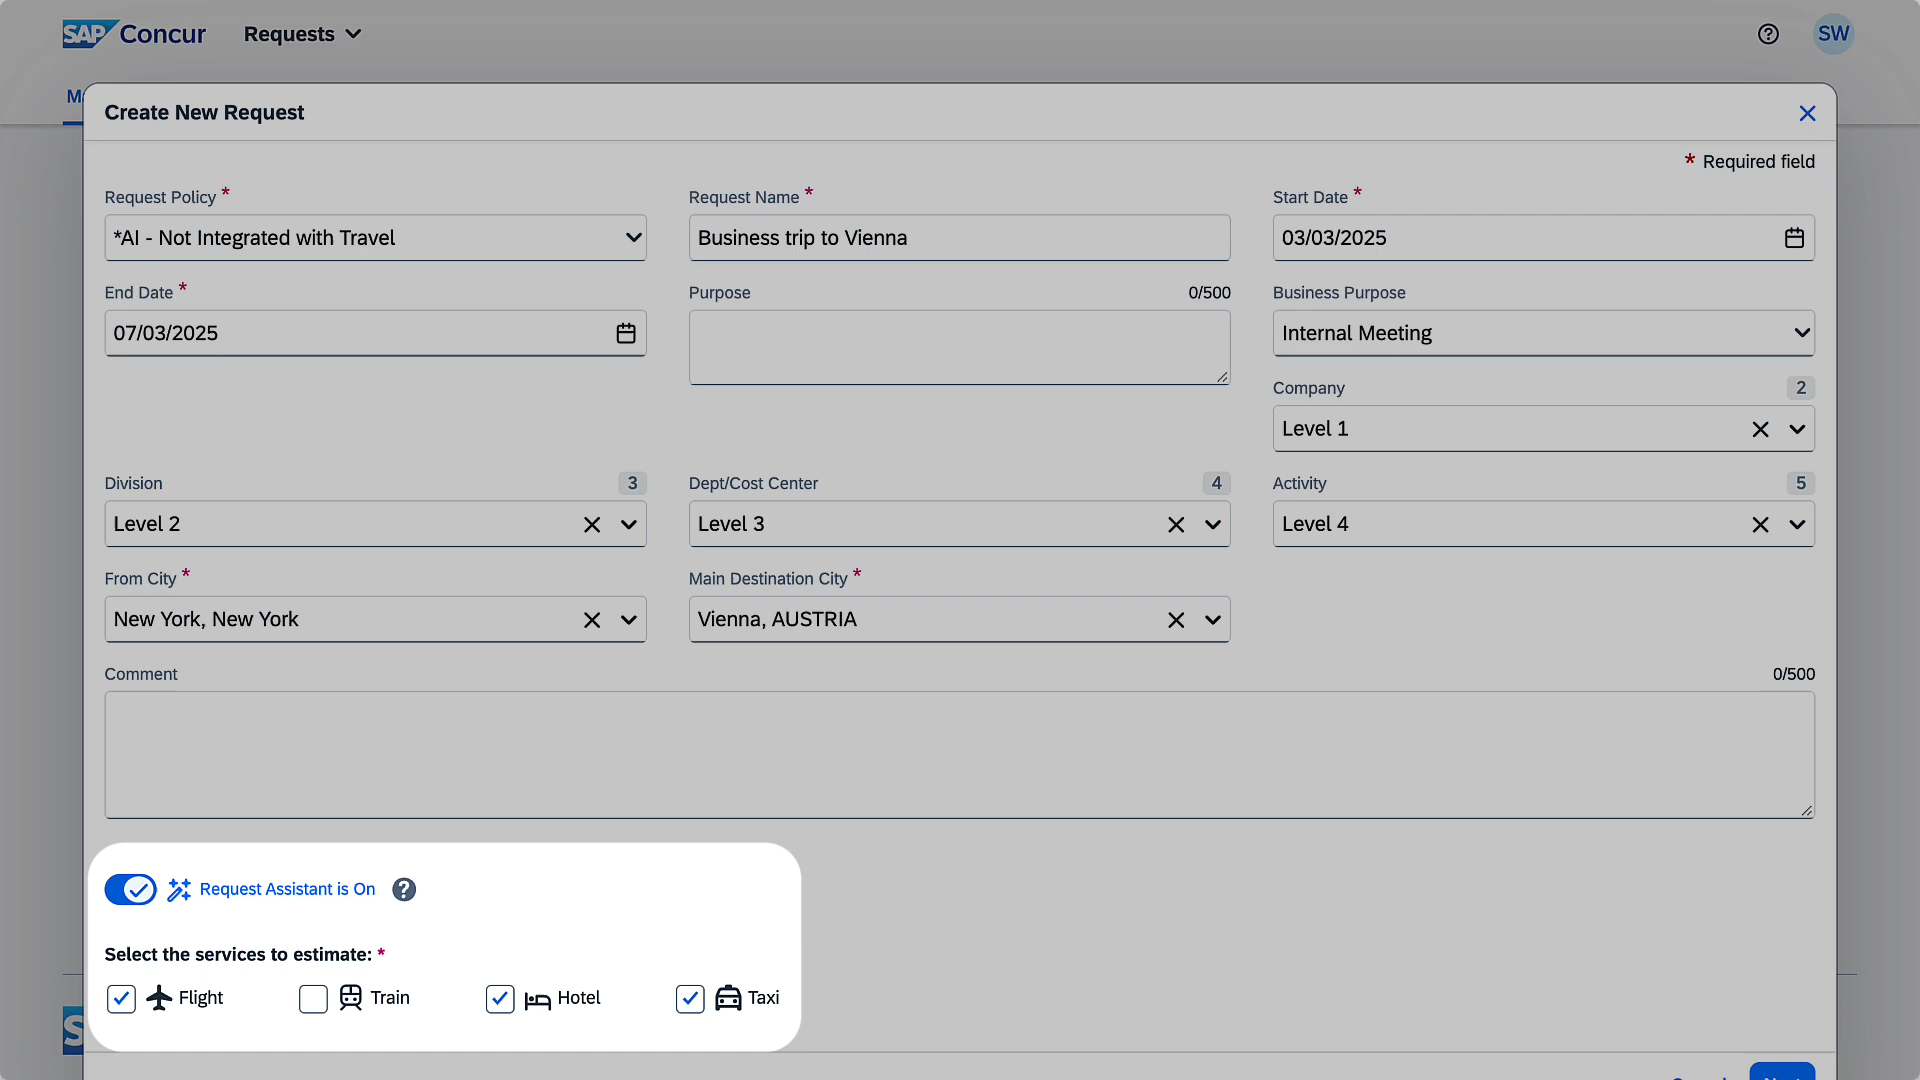 SAP Concur Requests SW
Create New Request
* Required field
Request Policy * Request Name * Start Date *
*AI - Not Integrated with Travel Business trip to Vienna 03/03/2025
End Date * Purpose 0/500 Business Purpose
07/03/2025 Internal Meeting
Company 2
Level 1
Division 3 Dept/Cost Center 4 Activity 5
Level 2 Level 3 Level 4
From City * Main Destination City *
New York, New York Vienna, AUSTRIA
Comment 0/500
Request Assistant is On
Select the services to estimate: *
Flight Train Hotel Taxi